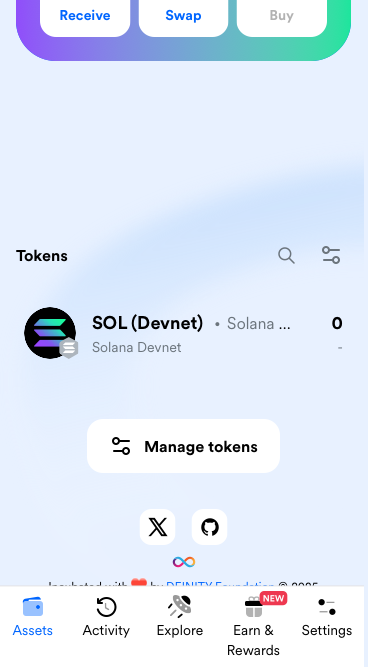 Receive
Swap
Buy
Tokens
SOL (Devnet) • Solana ... 0
Solana Devnet -
Manage tokens
Incubated with ❤️ by DFINITY Foundation © 2025
NEW
Assets
Activity
Explore
Earn &
Rewards
Settings